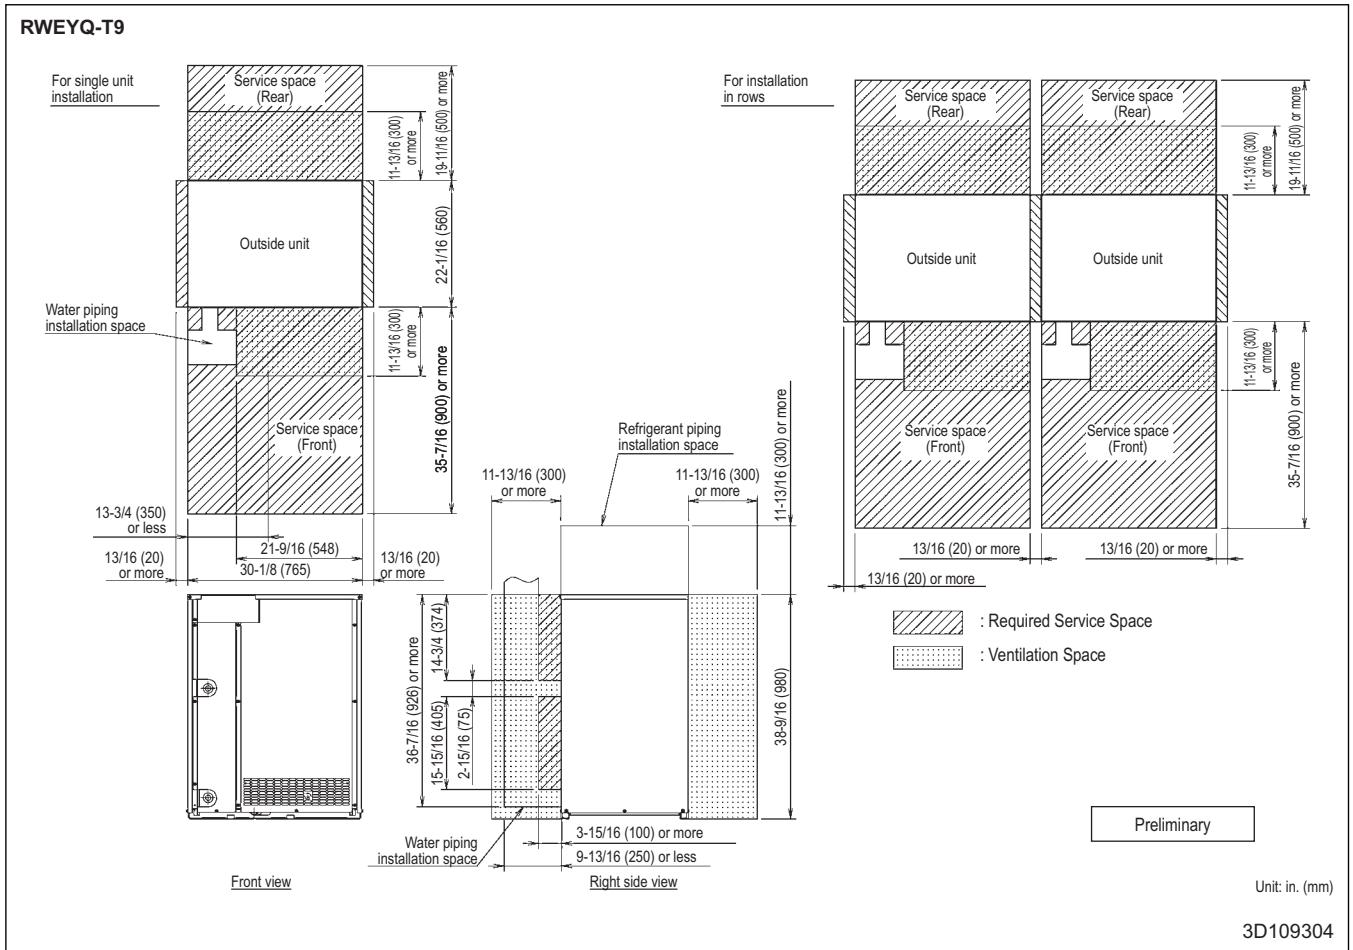 RWEYQ-T9
For single unit
installation
Service space
(Rear)
11-13/16 (300)
or more
19-11/16 (500) or more
Outside unit
22-1/16 (560)
Water piping
installation space
11-13/16 (300)
or more
35-7/16 (900) or more
Service space
(Front)
13-3/4 (350)
or less
21-9/16 (548)
13/16 (20)
or more
30-1/8 (765)
13/16 (20)
or more
For installation
in rows
Service space
(Rear)
Service space
(Rear)
11-13/16 (300)
or more
19-11/16 (500) or more
Outside unit
Outside unit
11-13/16 (300)
or more
35-7/16 (900) or more
Service space
(Front)
Service space
(Front)
13/16 (20) or more
13/16 (20) or more
13/16 (20) or more
Refrigerant piping
installation space
11-13/16 (300)
or more
11-13/16 (300)
or more
11-13/16 (300) or more
36-7/16 (926) or more
14-3/4 (374)
15-15/16 (405)
2-15/16 (75)
38-9/16 (980)
Water piping
installation space
3-15/16 (100) or more
9-13/16 (250) or less
Front view
Right side view
: Required Service Space
: Ventilation Space
Preliminary
Unit: in. (mm)
3D109304